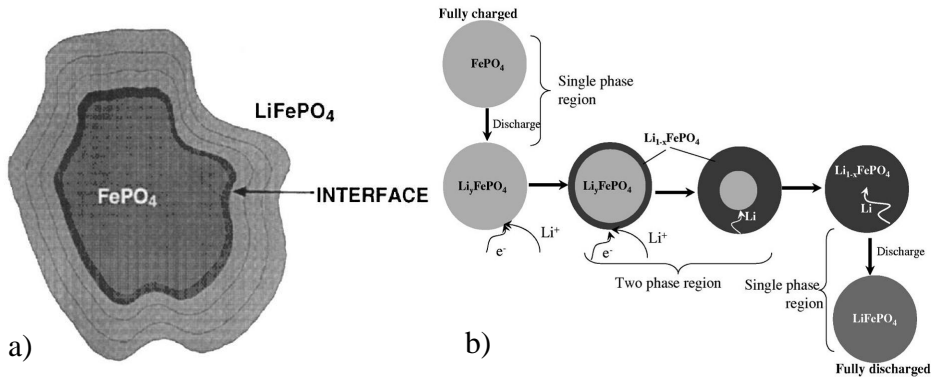 a)
FePO4
LiFePO4
INTERFACE
b)
Fully charged
FePO4
Single phase
region
Discharge
LiyFePO4
e-
Li+
LiyFePO4
Li1-xFePO4
e-
Li+
Li
Two phase region
Li1-xFePO4
Li
Discharge
Single phase
region
LiFePO4
Fully discharged